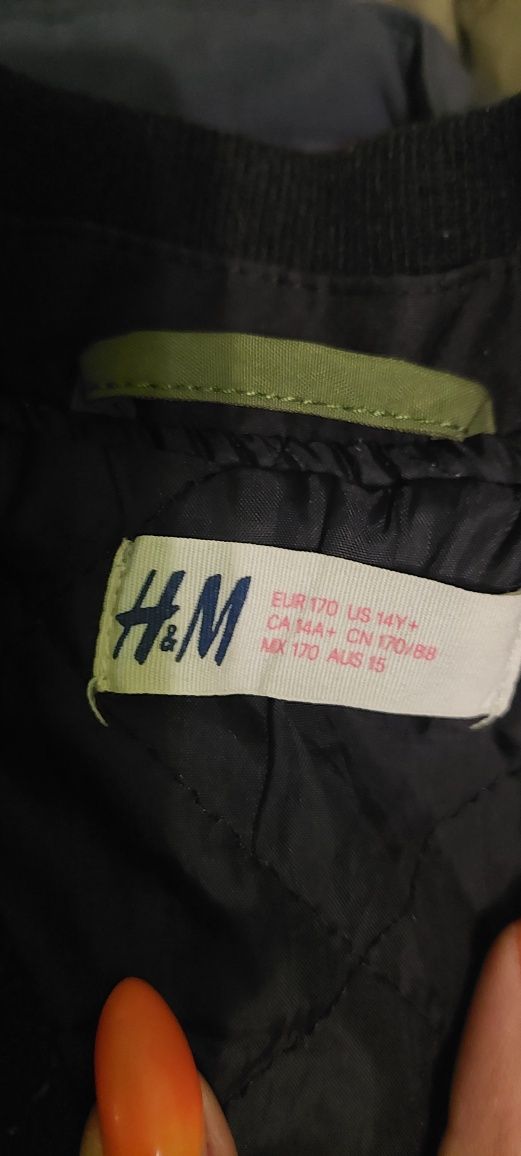 H&M
EUR 170 US 14Y+
CA 14A+ CN 170/88
MX 170 AUS 15